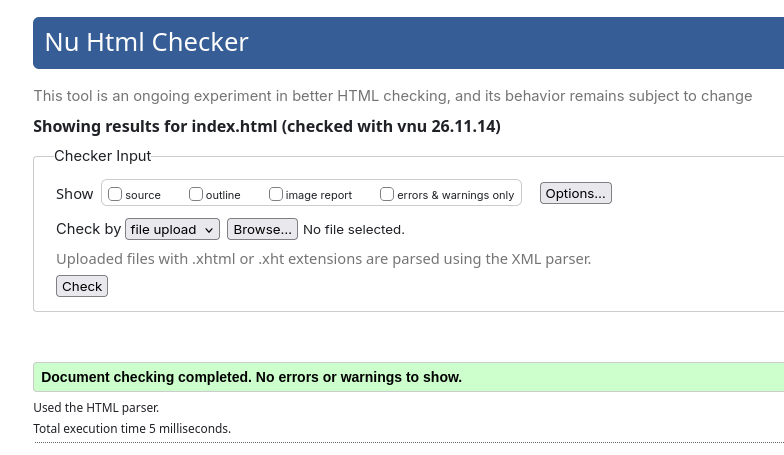 Nu Html Checker
This tool is an ongoing experiment in better HTML checking, and its behavior remains subject to change
Showing results for index.html (checked with vnu 26.11.14)
Checker Input
Show source outline image report errors & warnings only Options...
Check by file upload Browse... No file selected.
Uploaded files with .xhtml or .xht extensions are parsed using the XML parser.
Check
Document checking completed. No errors or warnings to show.
Used the HTML parser.
Total execution time 5 milliseconds.